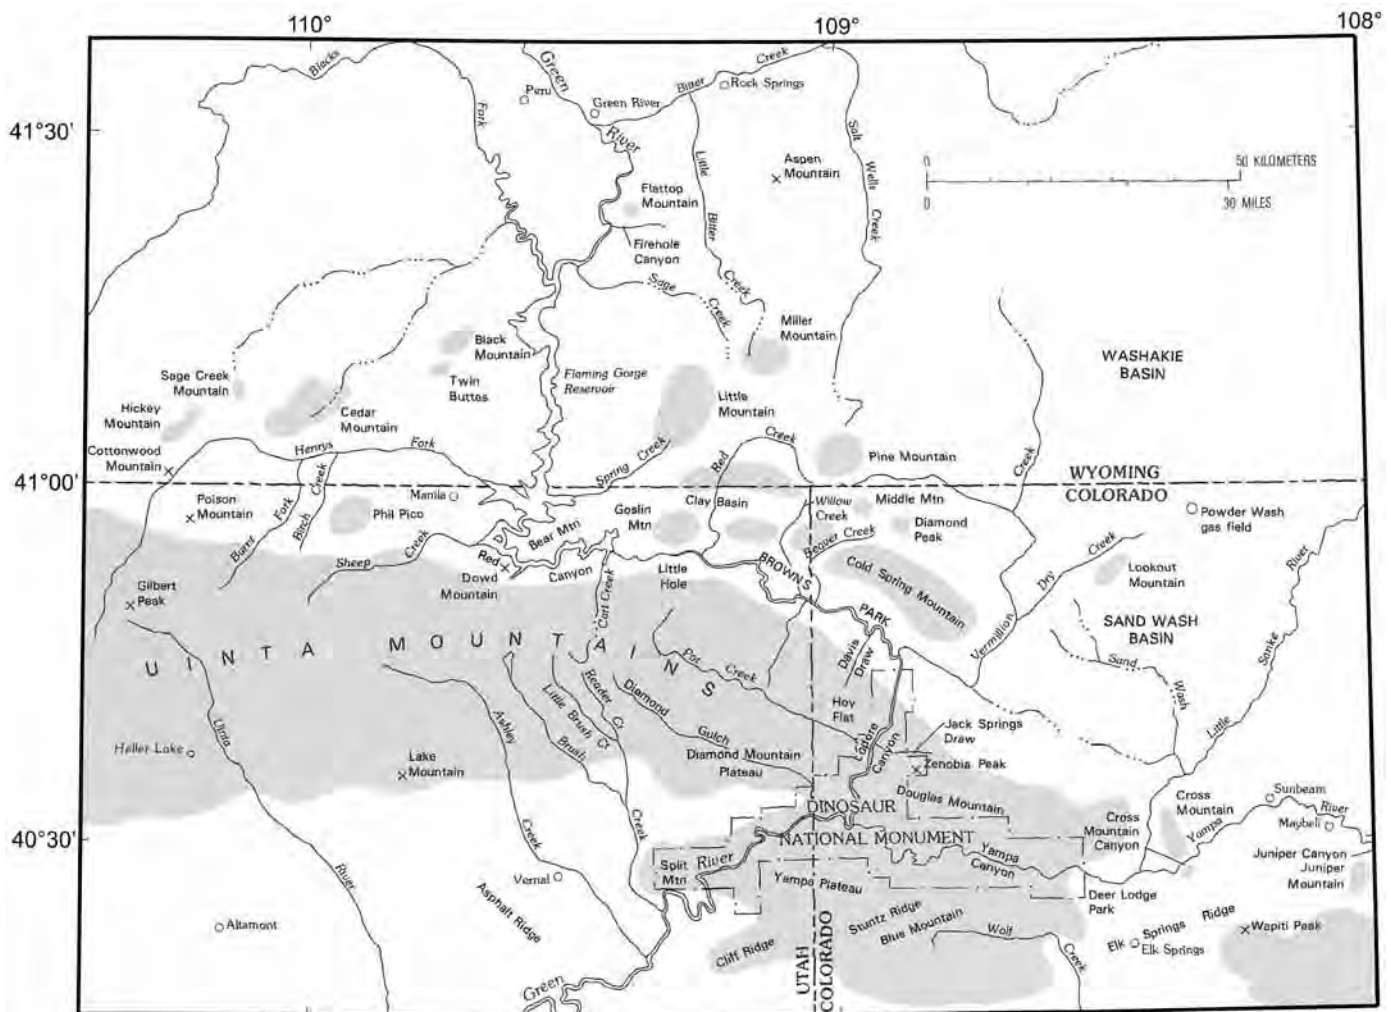 110°
109°
108°
Blacks
Fork
Green
River
Peru
Green River
Bitter
Creek
Rock Springs
41°30'
Little
Bitter
Creek
Aspen
Mountain
Salt
Wells
Creek
0
50 KILOMETERS
0
30 MILES
Flattop
Mountain
Firehole
Canyon
Sage
Creek
Miller
Mountain
Black
Mountain
Twin
Buttes
Flaming Gorge
Reservoir
WASHAKIE
BASIN
Sage Creek
Mountain
Hickey
Mountain
Cedar
Mountain
Little
Mountain
Cottonwood
Mountain
Henrys
Fork
Spring
Creek
Red
Creek
Pine Mountain
Creek
41°00'
WYOMING
COLORADO
Poison
Mountain
Burnt
Fork
Birch
Creek
Phil Pico
Manila
Clay Basin
Goslin
Mtn
Willow
Creek
Middle Mtn
Diamond
Peak
Beaver Creek
Powder Wash
gas field
Sheep
Creek
Red
Bear Mtn
Canyon
Dowd
Mountain
Cart Creek
Little
Hole
BROWNS
PARK
Cold Spring Mountain
Dry
Creek
Lookout
Mountain
River
Gilbert
Peak
Vermillion
SAND WASH
BASIN
Snake
UINTA MOUNTAINS
Pot
Creek
Davis
Draw
Sand
Wash
Little
Uinta
Ashley
Little Brush Cr
Brush
Reader Cr
Diamond
Gulch
Hoy
Flat
Jack Springs
Draw
Heller Lake
Lake
Mountain
Diamond Mountain
Plateau
Lodore
Canyon
Zenobia Peak
Douglas Mountain
Cross
Mountain
Sunbeam
DINOSAUR
NATIONAL MONUMENT
Cross
Mountain
Canyon
Yampa
River
Maybell
40°30'
Creek
Creek
Split
Mtn
River
Yampa
Canyon
Juniper Canyon
Juniper
Mountain
River
Vernal
Yampa Plateau
Deer Lodge
Park
Asphalt Ridge
Altamont
Stuntz Ridge
Blue Mountain
Wolf
Creek
Elk Springs Ridge
Elk Springs
Wapiti Peak
Cliff Ridge
UTAH
COLORADO
Green